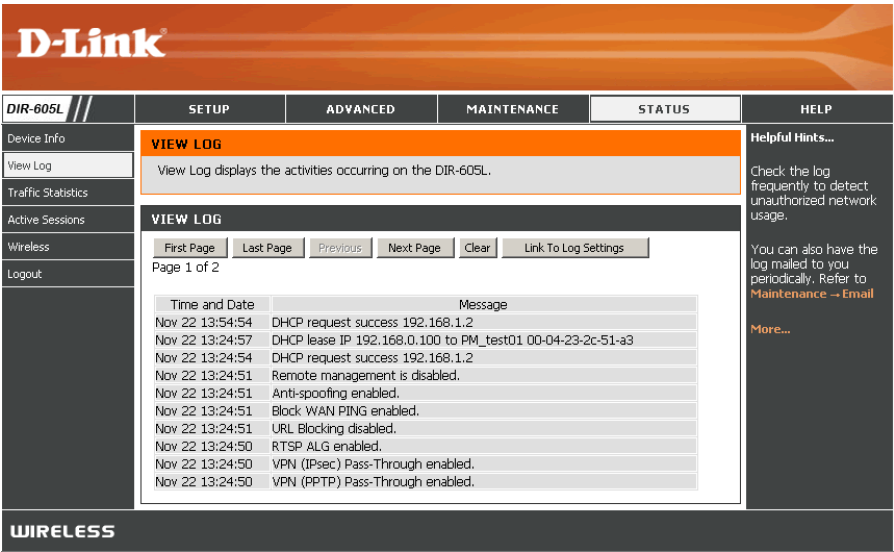 D-Link
DIR-605L
SETUP
ADVANCED
MAINTENANCE
STATUS
HELP
Device Info
View Log
Traffic Statistics
Active Sessions
Wireless
Logout
VIEW LOG
View Log displays the activities occurring on the DIR-605L.
VIEW LOG
First Page
Last Page
Previous
Next Page
Clear
Link To Log Settings
Page 1 of 2
Time and Date Message
Nov 22 13:54:54 DHCP request success 192.168.1.2
Nov 22 13:24:57 DHCP lease IP 192.168.0.100 to PM_test01 00-04-23-2c-51-a3
Nov 22 13:24:54 DHCP request success 192.168.1.2
Nov 22 13:24:51 Remote management is disabled.
Nov 22 13:24:51 Anti-spoofing enabled.
Nov 22 13:24:51 Block WAN PING enabled.
Nov 22 13:24:51 URL Blocking disabled.
Nov 22 13:24:50 RTSP ALG enabled.
Nov 22 13:24:50 VPN (IPsec) Pass-Through enabled.
Nov 22 13:24:50 VPN (PPTP) Pass-Through enabled.
Helpful Hints...
Check the log
frequently to detect
unauthorized network
usage.
You can also have the
log mailed to you
periodically. Refer to
Maintenance → Email
More...
WIRELESS